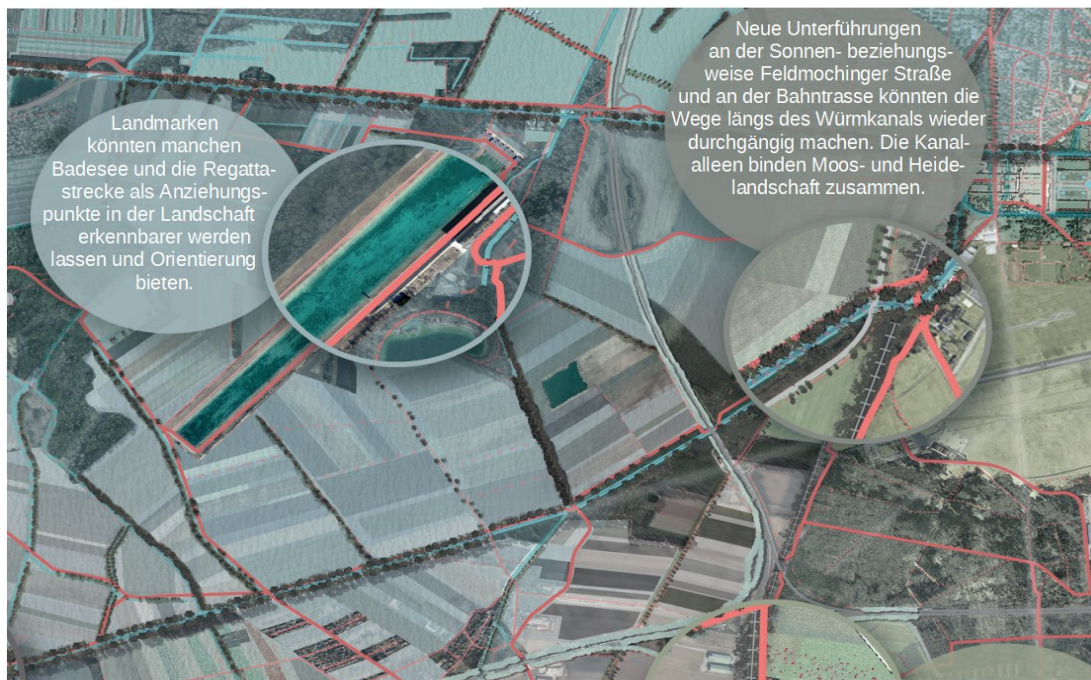 Landmarken
könnten manchen
Badesee und die Regatta-
strecke als Anziehungs-
punkte in der Landschaft
erkennbarer werden
lassen und Orientierung
bieten.
Neue Unterführungen
an der Sonnen- beziehungs-
weise Feldmochinger Straße
und an der Bahntrasse könnten die
Wege längs des Würmkanals wieder
durchgängig machen. Die Kanal-
alleen binden Moos- und Heide-
landschaft zusammen.